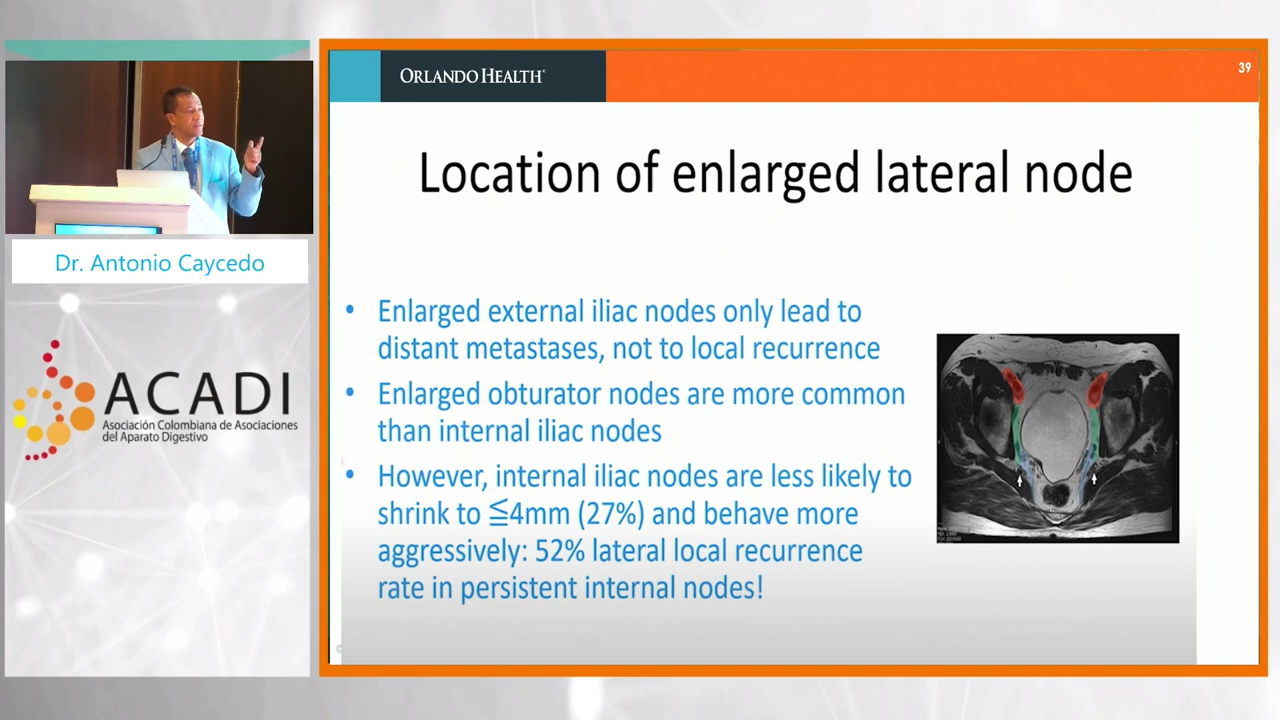 ORLANDO HEALTH®
39
Location of enlarged lateral node
• Enlarged external iliac nodes only lead to
distant metastases, not to local recurrence
• Enlarged obturator nodes are more common
than internal iliac nodes
• However, internal iliac nodes are less likely to
shrink to ≦4mm (27%) and behave more
aggressively: 52% lateral local recurrence
rate in persistent internal nodes!
Dr. Antonio Caycedo
ACADI
Asociación Colombiana de Asociaciones
del Aparato Digestivo